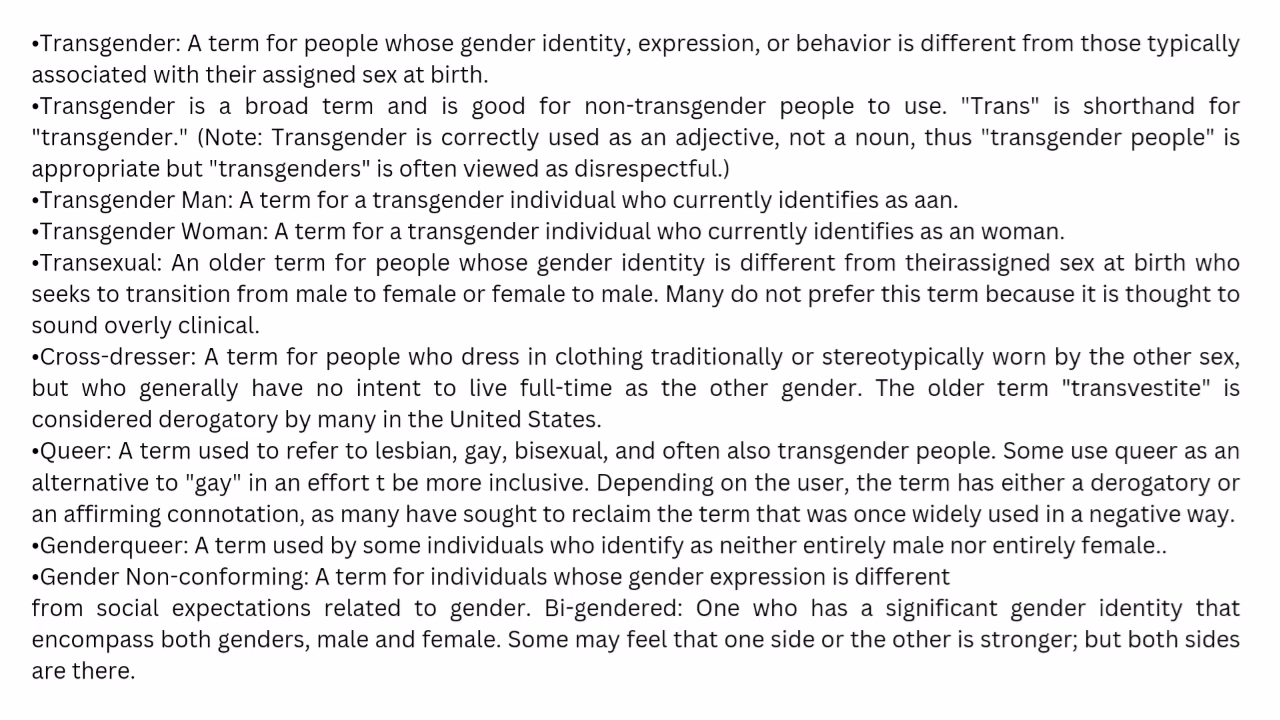 •Transgender: A term for people whose gender identity, expression, or behavior is different from those typically
associated with their assigned sex at birth.
•Transgender is a broad term and is good for non-transgender people to use. "Trans" is shorthand for
"transgender." (Note: Transgender is correctly used as an adjective, not a noun, thus "transgender people" is
appropriate but "transgenders" is often viewed as disrespectful.)
•Transgender Man: A term for a transgender individual who currently identifies as aan.
•Transgender Woman: A term for a transgender individual who currently identifies as an woman.
•Transexual: An older term for people whose gender identity is different from theirassigned sex at birth who
seeks to transition from male to female or female to male. Many do not prefer this term because it is thought to
sound overly clinical.
•Cross-dresser: A term for people who dress in clothing traditionally or stereotypically worn by the other sex,
but who generally have no intent to live full-time as the other gender. The older term "transvestite" is
considered derogatory by many in the United States.
•Queer: A term used to refer to lesbian, gay, bisexual, and often also transgender people. Some use queer as an
alternative to "gay" in an effort t be more inclusive. Depending on the user, the term has either a derogatory or
an affirming connotation, as many have sought to reclaim the term that was once widely used in a negative way.
•Genderqueer: A term used by some individuals who identify as neither entirely male nor entirely female..
•Gender Non-conforming: A term for individuals whose gender expression is different
from social expectations related to gender. Bi-gendered: One who has a significant gender identity that
encompass both genders, male and female. Some may feel that one side or the other is stronger; but both sides
are there.